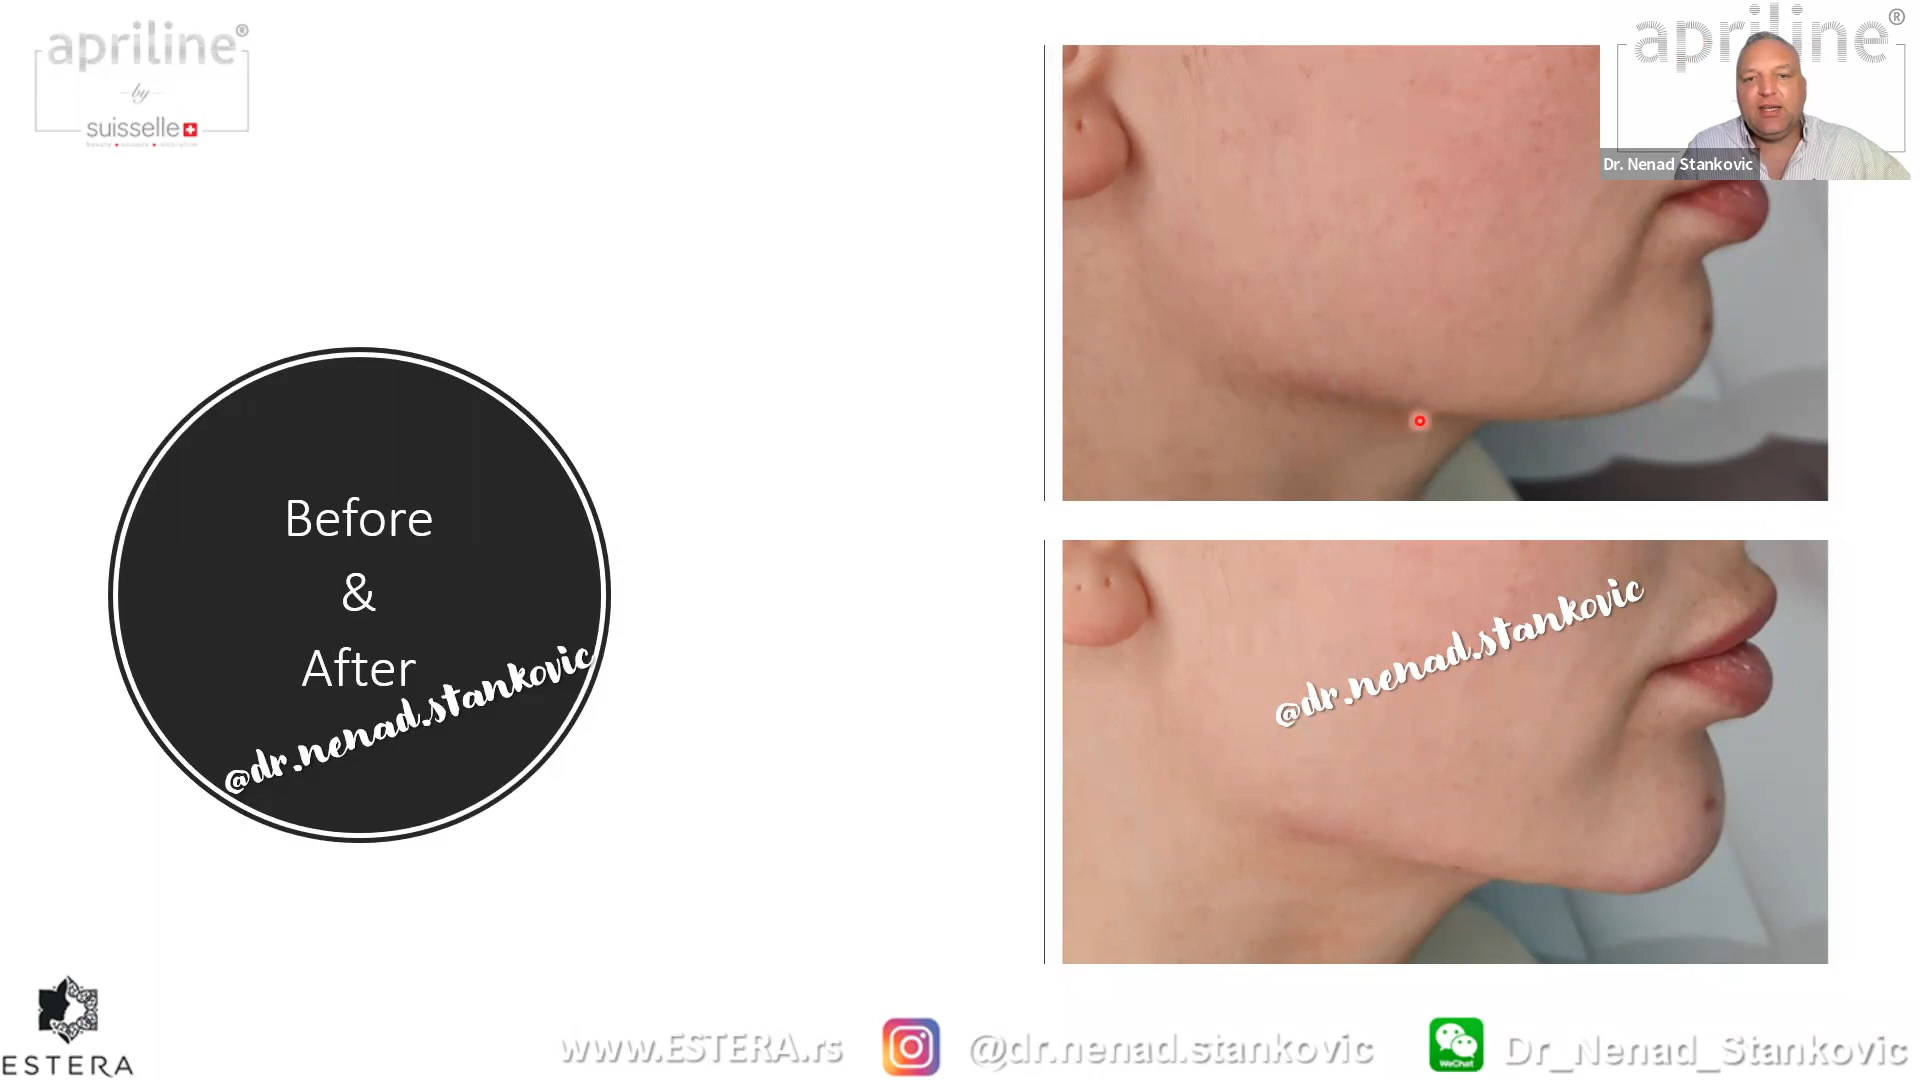 apriline®
by
suisselle
apriline®
Dr. Nenad Stankovic
Before
&
After
@dr.nenad.stankovic
@dr.nenad.stankovic
ESTERA
www.ESTERA.rs
@dr.nenad.stankovic
WeChat
Dr_Nenad_Stankovic